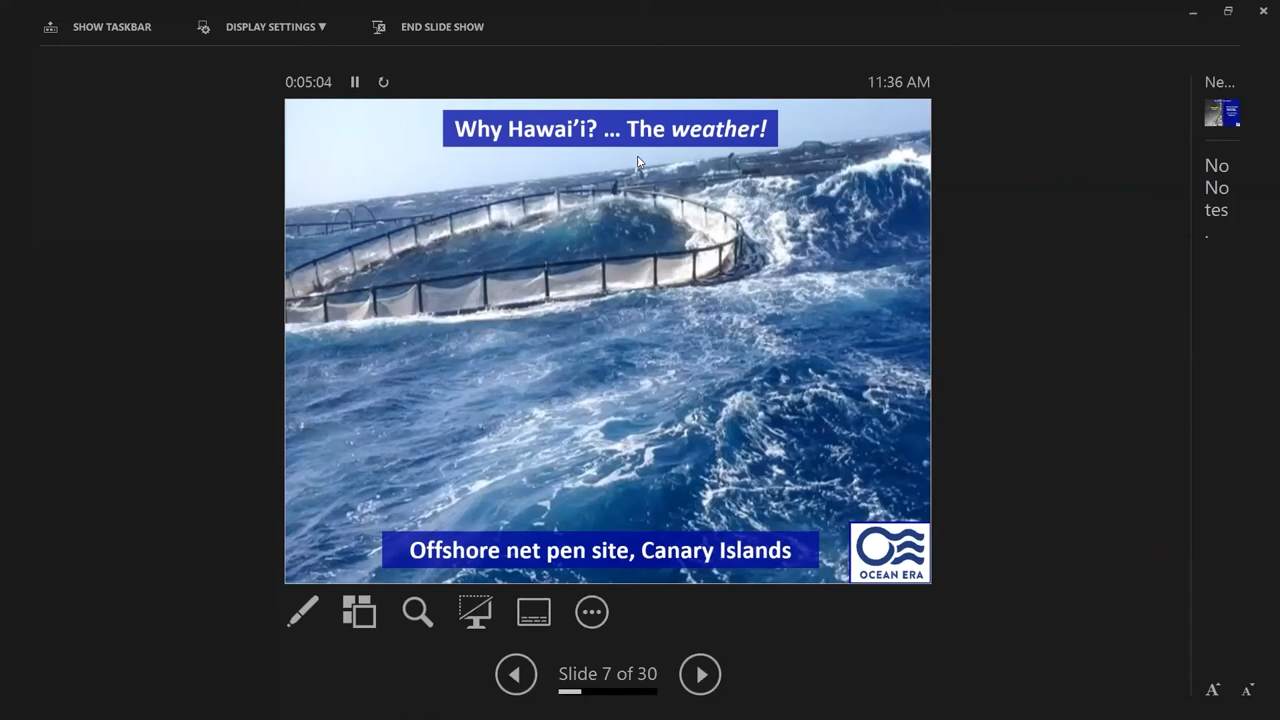 SHOW TASKBAR
DISPLAY SETTINGS ▼
END SLIDE SHOW
0:05:04
11:36 AM
Ne...
Why Hawai’i? ... The weather!
No
No
tes
.
Offshore net pen site, Canary Islands
OCEAN ERA
Slide 7 of 30
A A